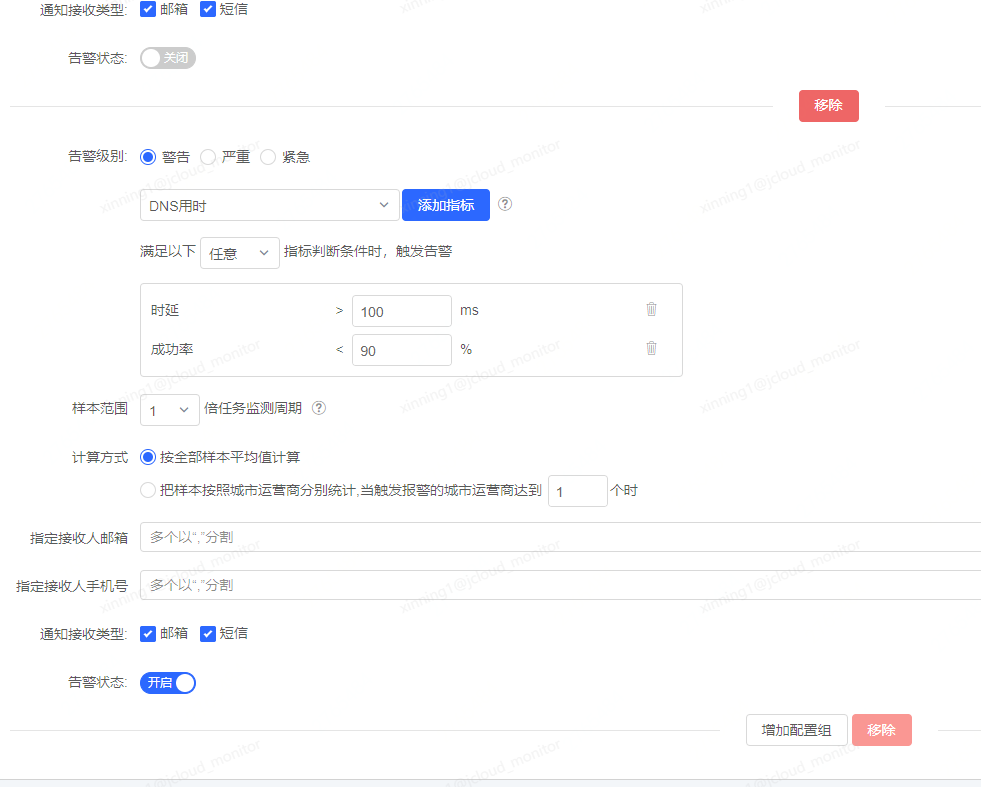 通知接收类型: 邮箱 短信
告警状态: 关闭
移除
告警级别: 警告 严重 紧急
DNS用时 添加指标 ?
满足以下 任意 指标判断条件时，触发告警
时延 > 100 ms
成功率 < 90 %
样本范围 1 倍任务监测周期 ?
计算方式 按全部样本平均值计算
把样本按照城市运营商分别统计,当触发报警的城市运营商达到 1 个时
指定接收人邮箱 多个以“,”分割
指定接收人手机号 多个以“,”分割
通知接收类型: 邮箱 短信
告警状态: 开启
增加配置组 移除
xinning1@jcloud_monitor